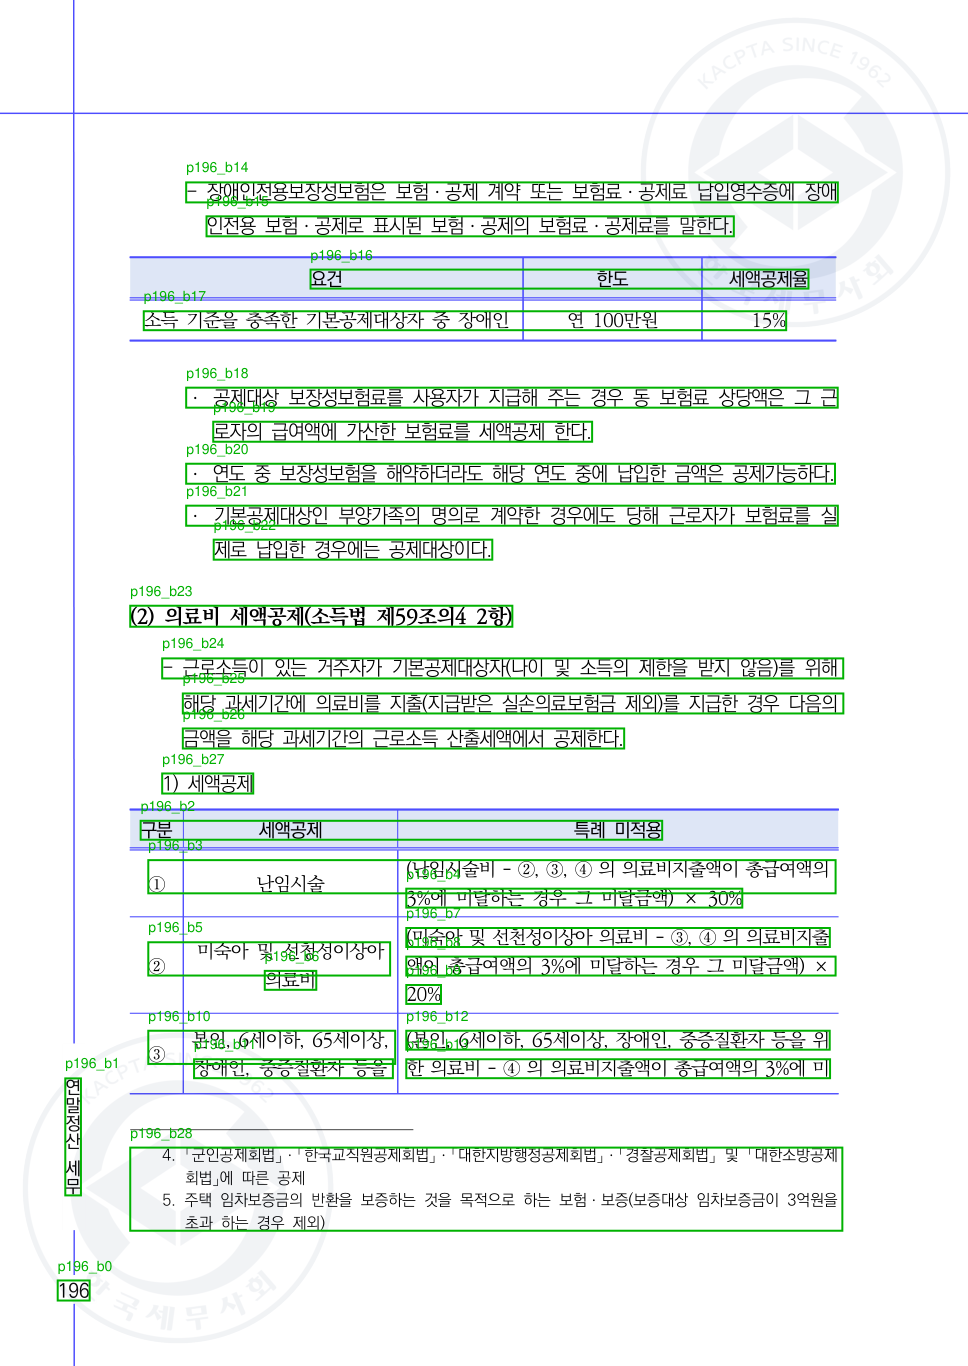 p196_b14
- 장애인전용보장성보험은 보험·공제 계약 또는 보험료·공제료 납입영수증에 장애
p196_b15
인전용 보험·공제로 표시된 보험·공제의 보험료·공제료를 말한다.
p196_b16
요건 한도 세액공제율
p196_b17
소득 기준을 충족한 기본공제대상자 중 장애인 연 100만원 15%
p196_b18
· 공제대상 보장성보험료를 사용자가 지급해 주는 경우 동 보험료 상당액은 그 근
p196_b19
로자의 급여액에 가산한 보험료를 세액공제 한다.
p196_b20
· 연도 중 보장성보험을 해약하더라도 해당 연도 중에 납입한 금액은 공제가능하다.
p196_b21
· 기본공제대상인 부양가족의 명의로 계약한 경우에도 당해 근로자가 보험료를 실
p196_b22
제로 납입한 경우에는 공제대상이다.
p196_b23
(2) 의료비 세액공제(소득법 제59조의4 2항)
p196_b24
- 근로소득이 있는 거주자가 기본공제대상자(나이 및 소득의 제한을 받지 않음)를 위해
p196_b25
해당 과세기간에 의료비를 지출(지급받은 실손의료보험금 제외)를 지급한 경우 다음의
p196_b26
금액을 해당 과세기간의 근로소득 산출세액에서 공제한다.
p196_b27
1) 세액공제
p196_b2
구분 세액공제 특례 미적용
p196_b3
① 난임시술 (난임시술비 - ②, ③, ④ 의 의료비지출액이 총급여액의
p196_b4
3%에 미달하는 경우 그 미달금액) × 30%
p196_b7
p196_b5
(미숙아 및 선천성이상아 의료비 - ③, ④ 의 의료비지출
② 미숙아 및 선천성이상아
p196_b8
액이 총급여액의 3%에 미달하는 경우 그 미달금액) ×
p196_b6
의료비
20%
p196_b10
p196_b12
③ 본인, 6세이하, 65세이상, (본인, 6세이하, 65세이상, 장애인, 중증질환자 등을 위
p196_b11
p196_b13
장애인, 중증질환자 등을 한 의료비 - ④ 의 의료비지출액이 총급여액의 3%에 미
p196_b1
연말정산 세무
p196_b28
4. 「군인공제회법」·「한국교직원공제회법」·「대한지방행정공제회법」·「경찰공제회법」 및 「대한소방공제
회법」에 따른 공제
5. 주택 임차보증금의 반환을 보증하는 것을 목적으로 하는 보험·보증(보증대상 임차보증금이 3억원을
초과 하는 경우 제외)
p196_b0
196
KACPTA SINCE 1962
한국세무사회